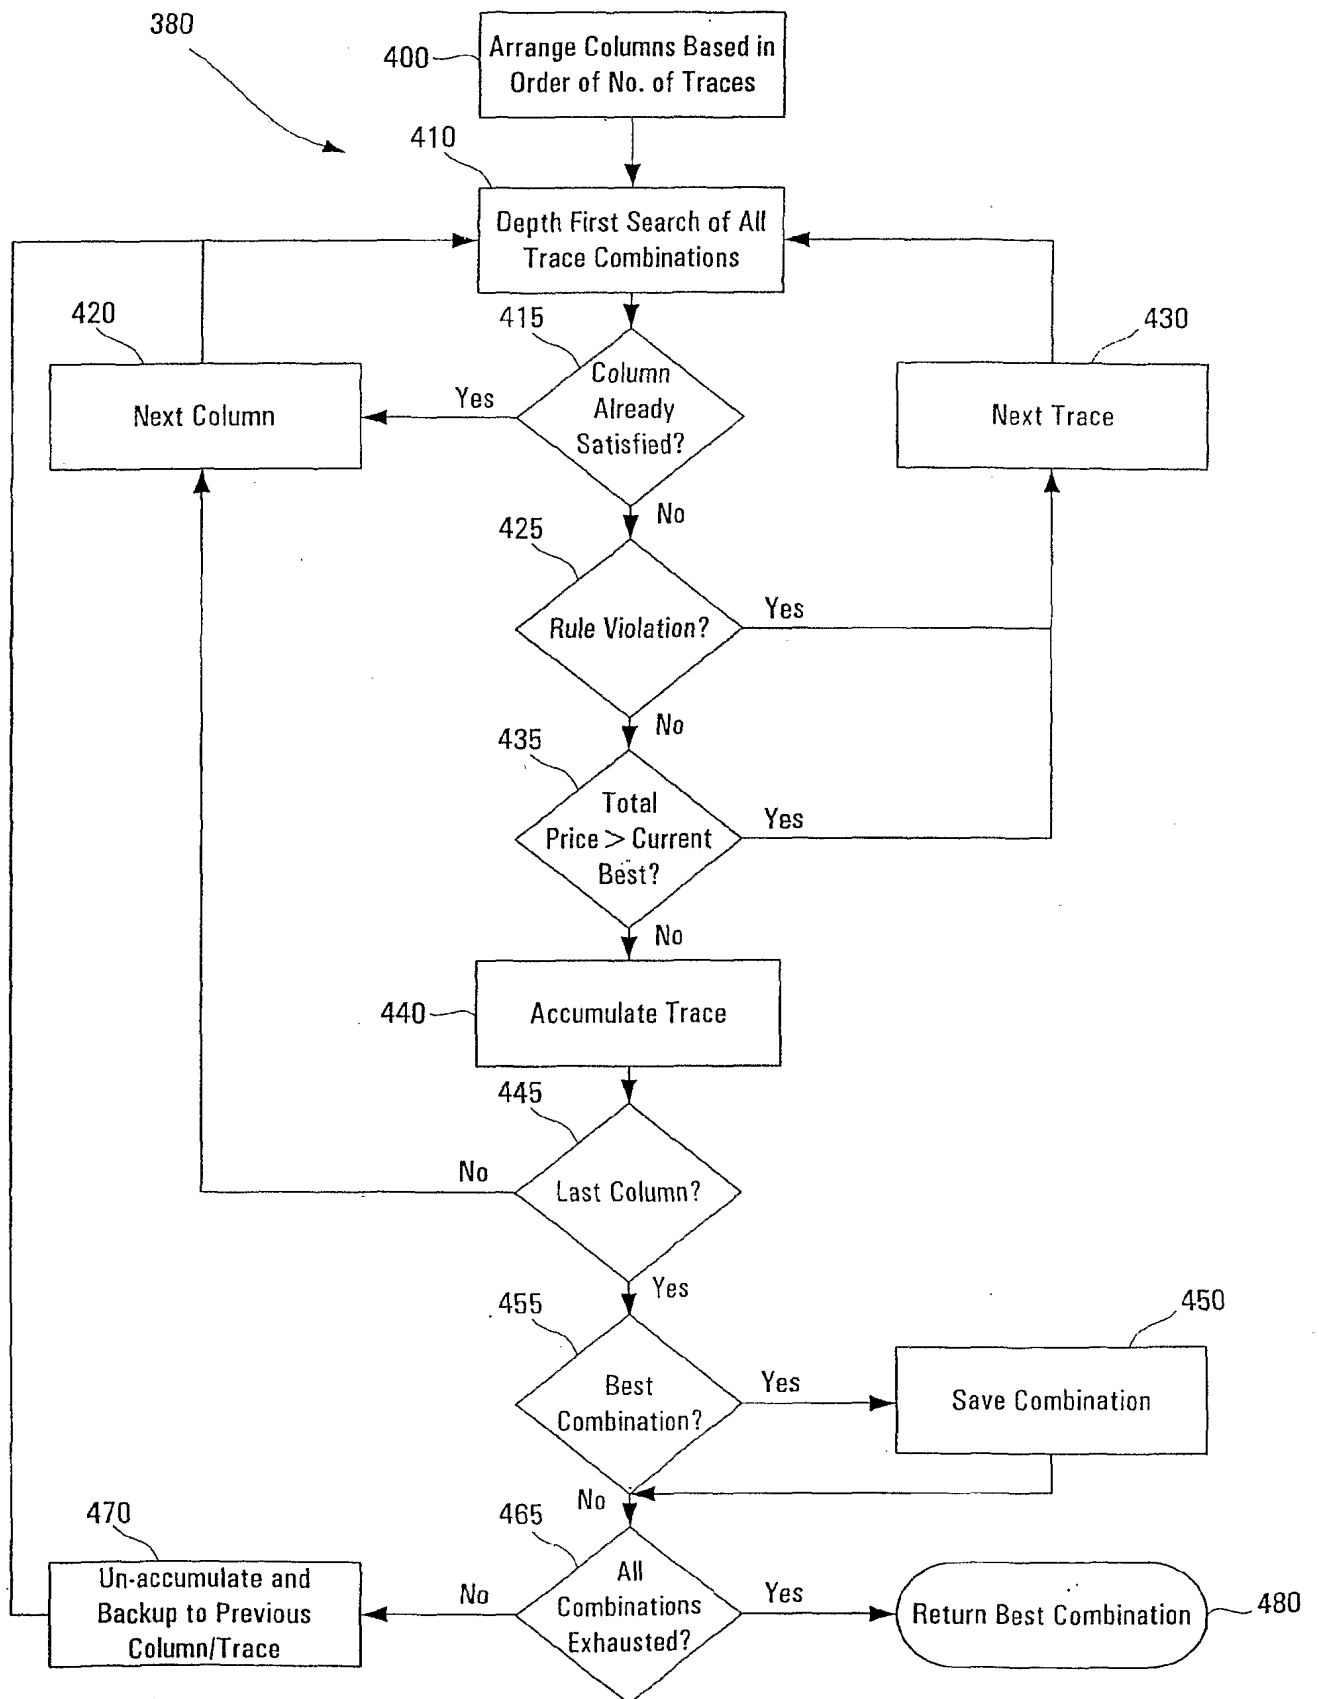 380
400
Arrange Columns Based in
Order of No. of Traces
410
Depth First Search of All
Trace Combinations
420
Next Column
415
Column
Already
Satisfied?
Yes
No
430
Next Trace
425
Rule Violation?
Yes
No
435
Total
Price > Current
Best?
Yes
No
440
Accumulate Trace
445
Last Column?
No
Yes
455
Best
Combination?
Yes
No
450
Save Combination
465
All
Combinations
Exhausted?
No
Yes
470
Un-accumulate and
Backup to Previous
Column/Trace
Return Best Combination
480